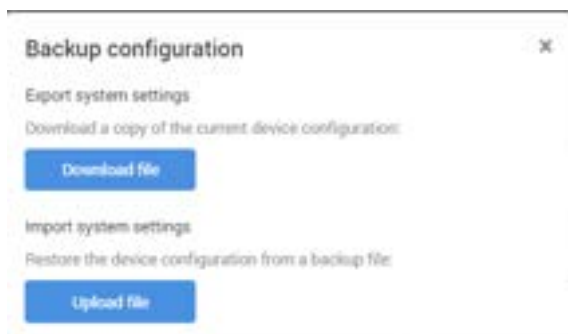 Backup configuration
Export system settings
Download a copy of the current device configuration:
Download file
Import system settings
Restore the device configuration from a backup file:
Upload file